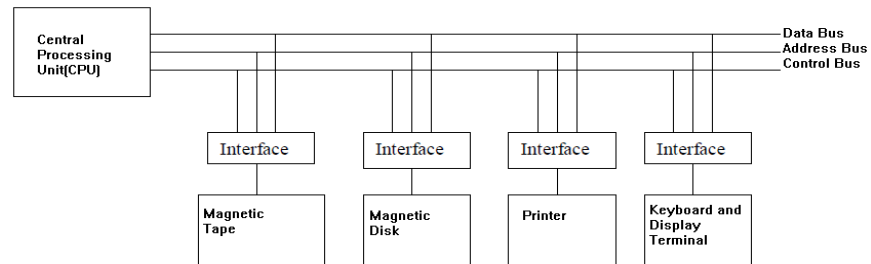 Central
Processing
Unit(CPU)
Data Bus
Address Bus
Control Bus
Interface
Interface
Interface
Interface
Magnetic
Tape
Magnetic
Disk
Printer
Keyboard and
Display
Terminal